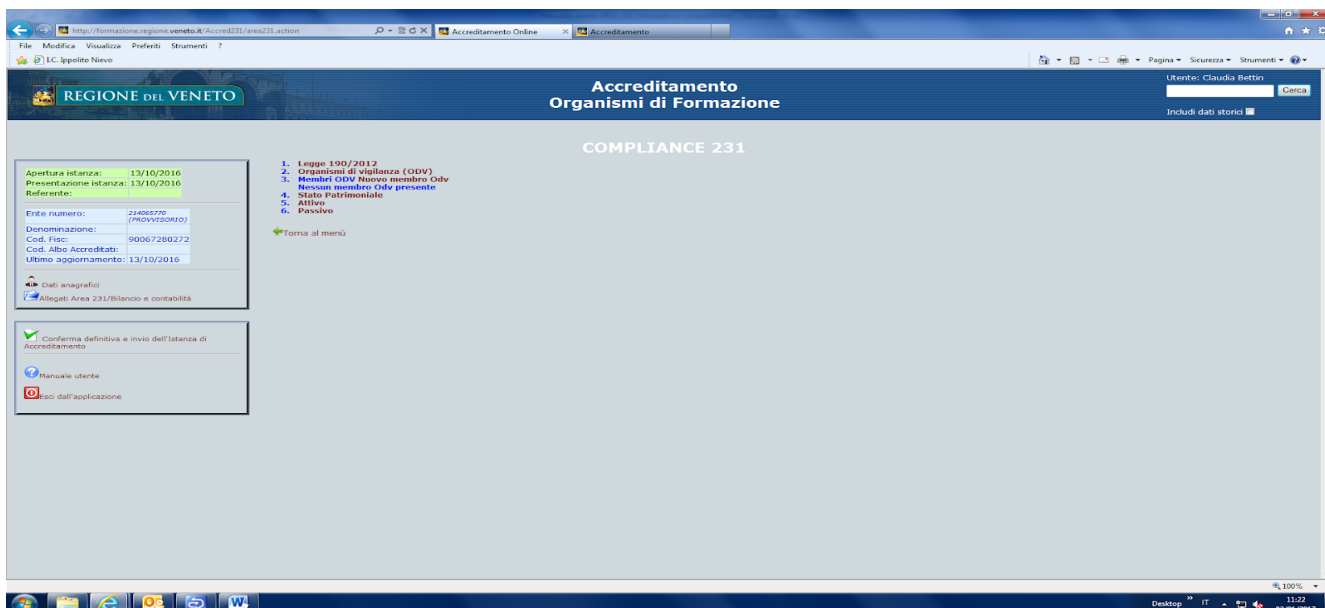 http://formazione.regione.veneto.it/Accred231/area231.action
Accreditamento Online
Accreditamento
File Modifica Visualizza Preferiti Strumenti ?
I.C. Ippolito Nievo
Pagina Sicurezza Strumenti
REGIONE DEL VENETO
Accreditamento
Organismi di Formazione
Utente: Claudia Bettin
Cerca
Includi dati storici
COMPLIANCE 231
Apertura istanza: 13/10/2016
Presentazione istanza: 13/10/2016
Referente:
Ente numero: 214065770
(PROVVISORIO)
Denominazione:
Cod. Fisc: 90067280272
Cod. Albo Accreditati:
Ultimo aggiornamento: 13/10/2016
Dati anagrafici
Allegati Area 231/Bilancio e contabilità
Conferma definitiva e invio dell'Istanza di
Accreditamento
Manuale utente
Esci dall'applicazione
1. Legge 190/2012
2. Organismi di vigilanza (ODV)
3. Membri ODV Nuovo membro Odv
Nessun membro Odv presente
4. Stato Patrimoniale
5. Attivo
6. Passivo
Torna al menù
100%
Desktop IT 11:22